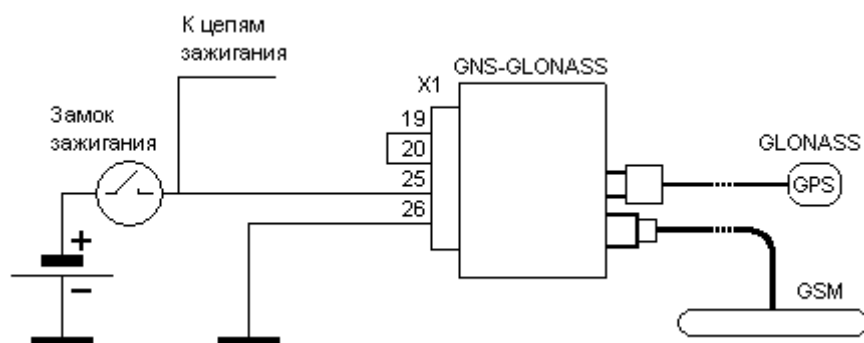 К цепям
зажигания
GNS-GLONASS
X1
Замок
зажигания
19
20
25
26
GLONASS
GPS
+
−
GSM